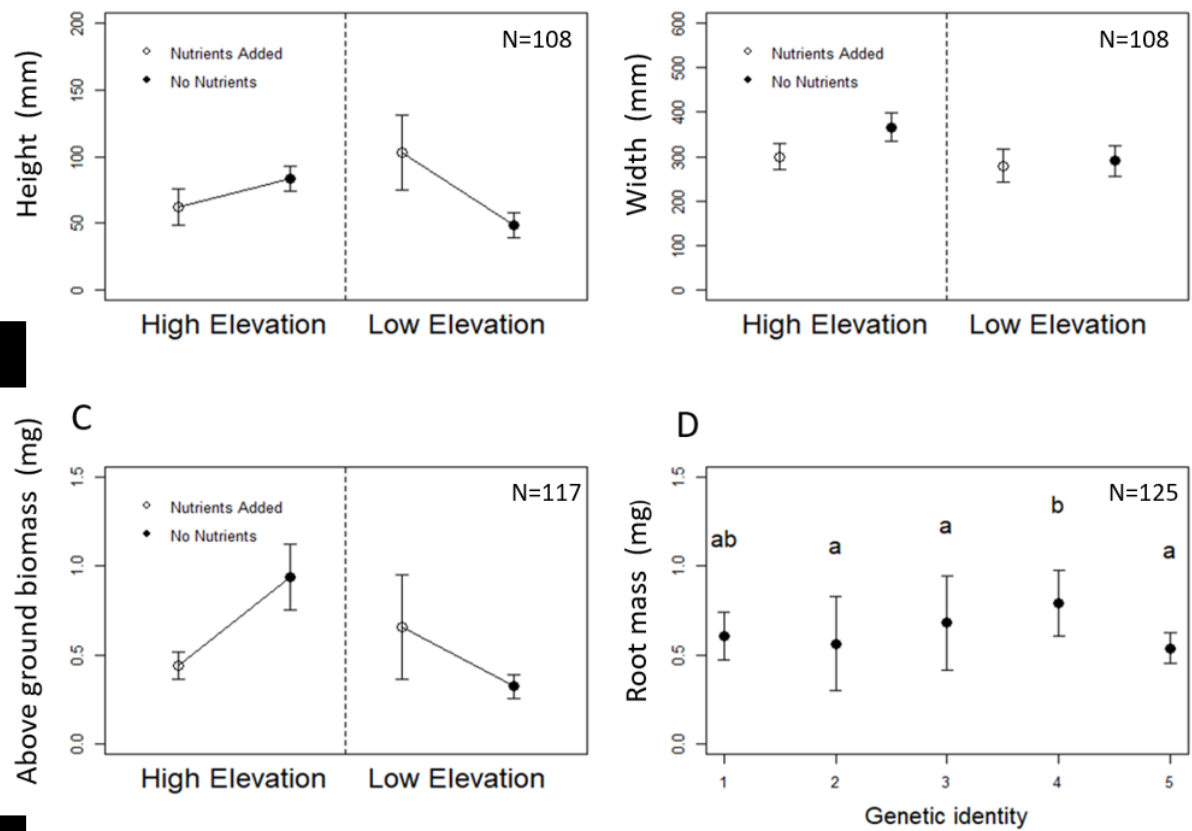 Height (mm)
200
150
100
50
0
Nutrients Added
No Nutrients
N=108
High Elevation
Low Elevation
Width (mm)
600
500
400
300
200
100
0
Nutrients Added
No Nutrients
N=108
High Elevation
Low Elevation
C
Above ground biomass (mg)
1.5
1.0
0.5
0.0
Nutrients Added
No Nutrients
N=117
High Elevation
Low Elevation
D
Root mass (mg)
1.5
1.0
0.5
0.0
N=125
ab
a
a
b
a
1
2
3
4
5
Genetic identity